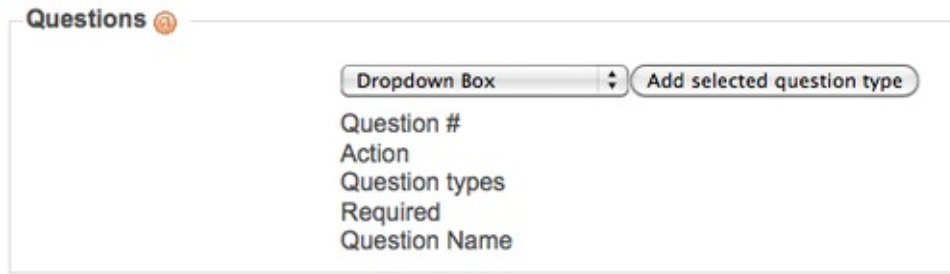 Questions
Dropdown Box Add selected question type
Question #
Action
Question types
Required
Question Name